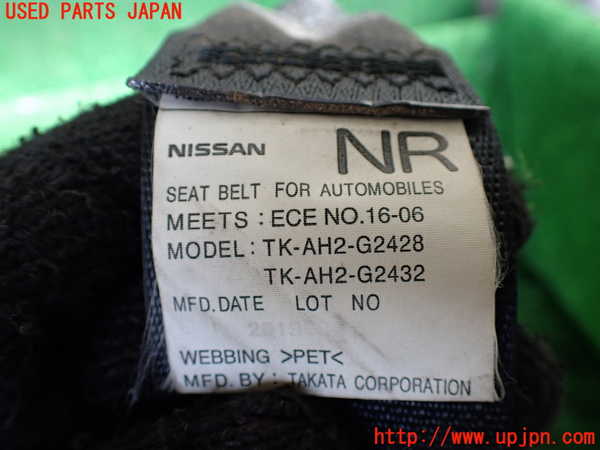 USED PARTS JAPAN
NISSAN NR
SEAT BELT FOR AUTOMOBILES
MEETS : ECE NO.16-06
MODEL: TK-AH2-G2428
TK-AH2-G2432
MFD.DATE LOT NO
WEBBING >PET<
MFD. BY : TAKATA CORPORATION
http://www.upjpn.com/